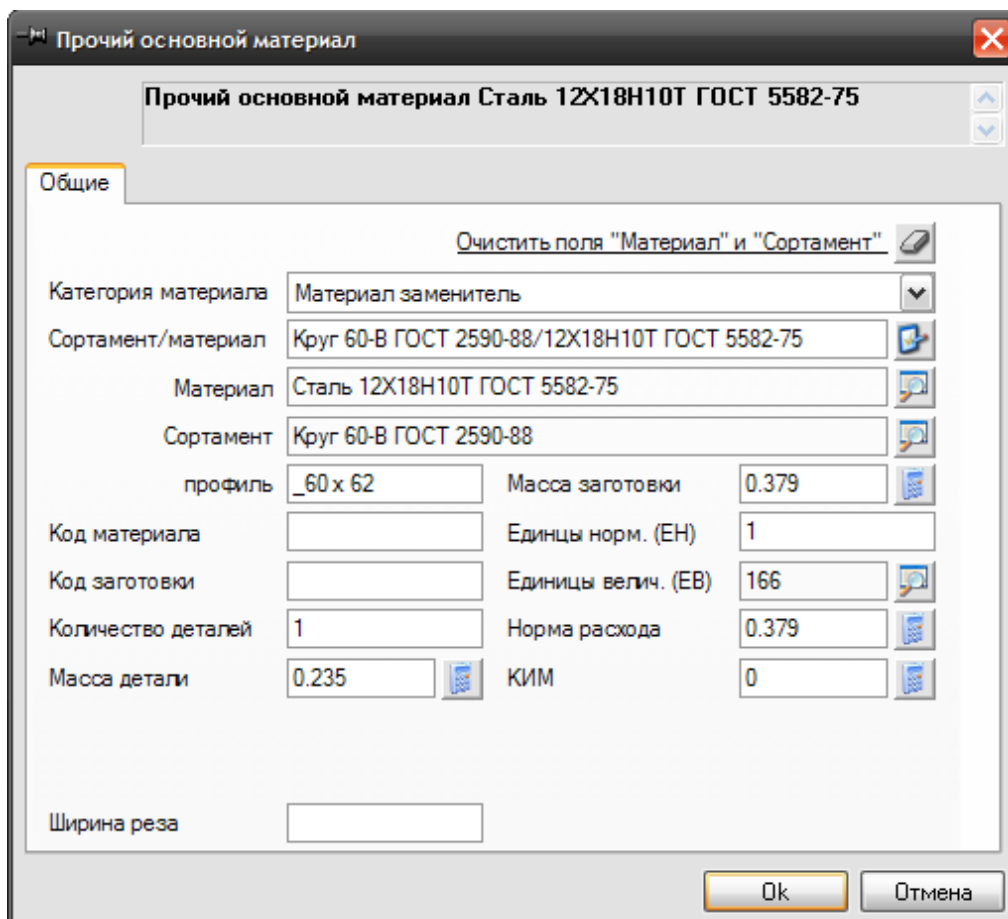 Прочий основной материал
Прочий основной материал Сталь 12Х18Н10Т ГОСТ 5582-75
Общие
Очистить поля "Материал" и "Сортамент"
Категория материала Материал заменитель
Сортамент/материал Круг 60-В ГОСТ 2590-88/12Х18Н10Т ГОСТ 5582-75
Материал Сталь 12Х18Н10Т ГОСТ 5582-75
Сортамент Круг 60-В ГОСТ 2590-88
профиль _60 x 62 Масса заготовки 0.379
Код материала Единцы норм. (ЕН) 1
Код заготовки Единицы велич. (ЕВ) 166
Количество деталей 1 Норма расхода 0.379
Масса детали 0.235 КИМ 0
Ширина реза
Ok Отмена